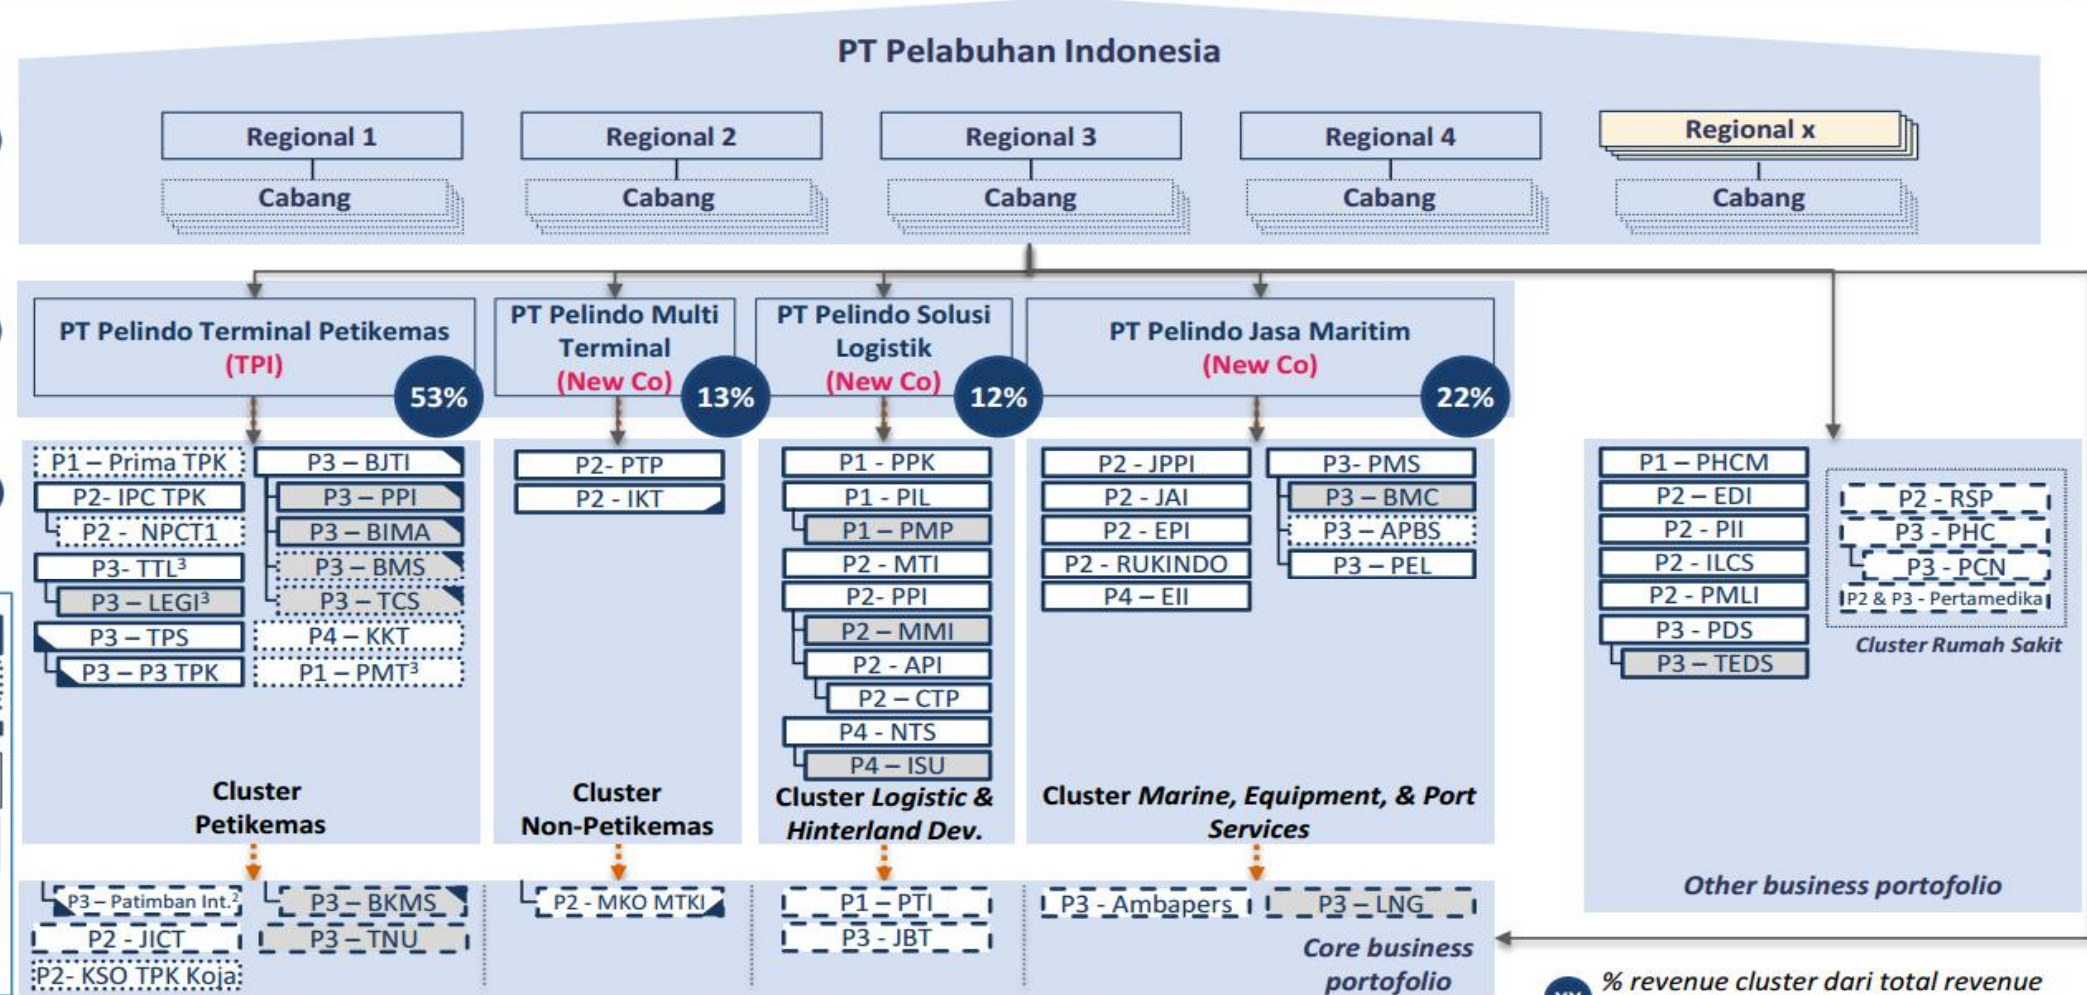 PT Pelabuhan Indonesia
Regional 1
Regional 2
Regional 3
Regional 4
Regional x
Cabang
Cabang
Cabang
Cabang
Cabang
PT Pelindo Terminal Petikemas
(TPI)
53%
PT Pelindo Multi
Terminal
(New Co)
13%
PT Pelindo Solusi
Logistik
(New Co)
12%
PT Pelindo Jasa Maritim
(New Co)
22%
P1 – Prima TPK
P2- IPC TPK
P2 - NPCT1
P3- TTL³
P3 – LEGI³
P3 – TPS
P3 – P3 TPK
P3 – BJTI
P3 – PPI
P3 – BIMA
P3 – BMS
P3 – TCS
P4 – KKT
P1 – PMT³
Cluster
Petikemas
P2- PTP
P2 - IKT
Cluster
Non-Petikemas
P1 - PPK
P1 - PIL
P1 – PMP
P2 - MTI
P2- PPI
P2 – MMI
P2 - API
P2 – CTP
P4 - NTS
P4 – ISU
Cluster Logistic &
Hinterland Dev.
P2 - JPPI
P2 - JAI
P2 - EPI
P2 - RUKINDO
P4 – EII
P3- PMS
P3 – BMC
P3 – APBS
P3 – PEL
Cluster Marine, Equipment, & Port
Services
P1 – PHCM
P2 – EDI
P2 - PII
P2 - ILCS
P2 - PMLI
P3 - PDS
P3 – TEDS
P2 - RSP
P3 - PHC
P3 - PCN
P2 & P3 - Pertamedika
Cluster Rumah Sakit
Other business portofolio
P3 – Patimban Int.²
P2 - JICT
P2- KSO TPK Koja
P3 – BKMS
P3 – TNU
P2 - MKO MTKI
P1 – PTI
P3 - JBT
P3 - Ambapers
P3 – LNG
Core business
portofolio
XX
% revenue cluster dari total revenue